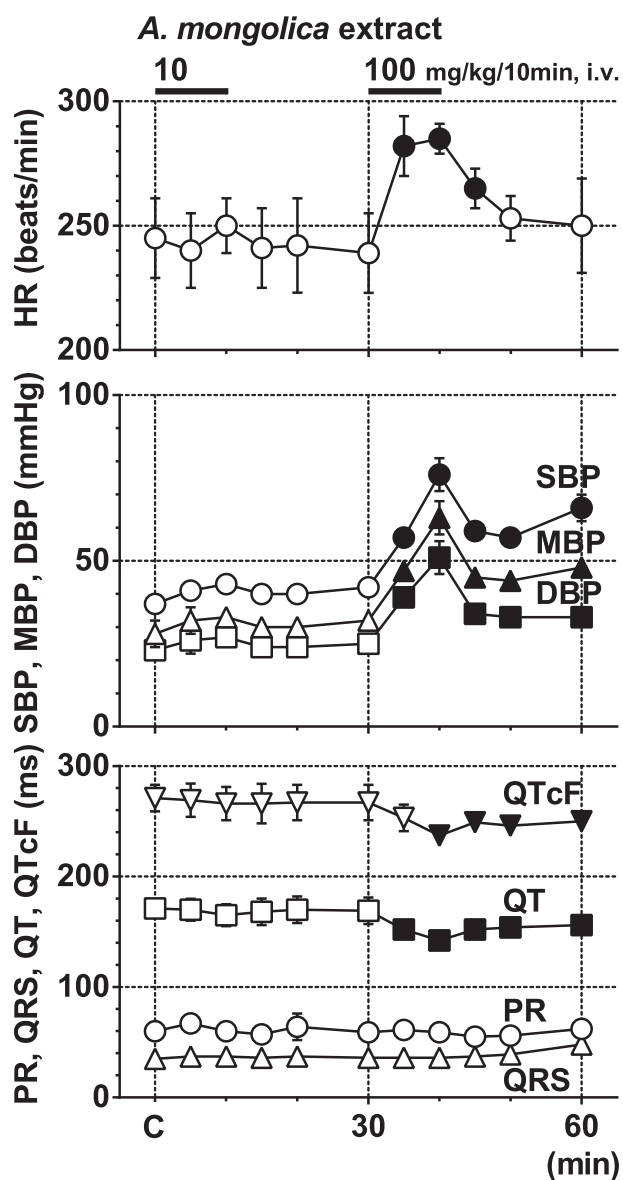 A. mongolica extract
10
100 mg/kg/10min, i.v.
HR (beats/min)
300
250
200
SBP, MBP, DBP (mmHg)
100
50
0
SBP
MBP
DBP
PR, QRS, QT, QTcF (ms)
300
200
100
0
QTcF
QT
PR
QRS
C
30
60
(min)